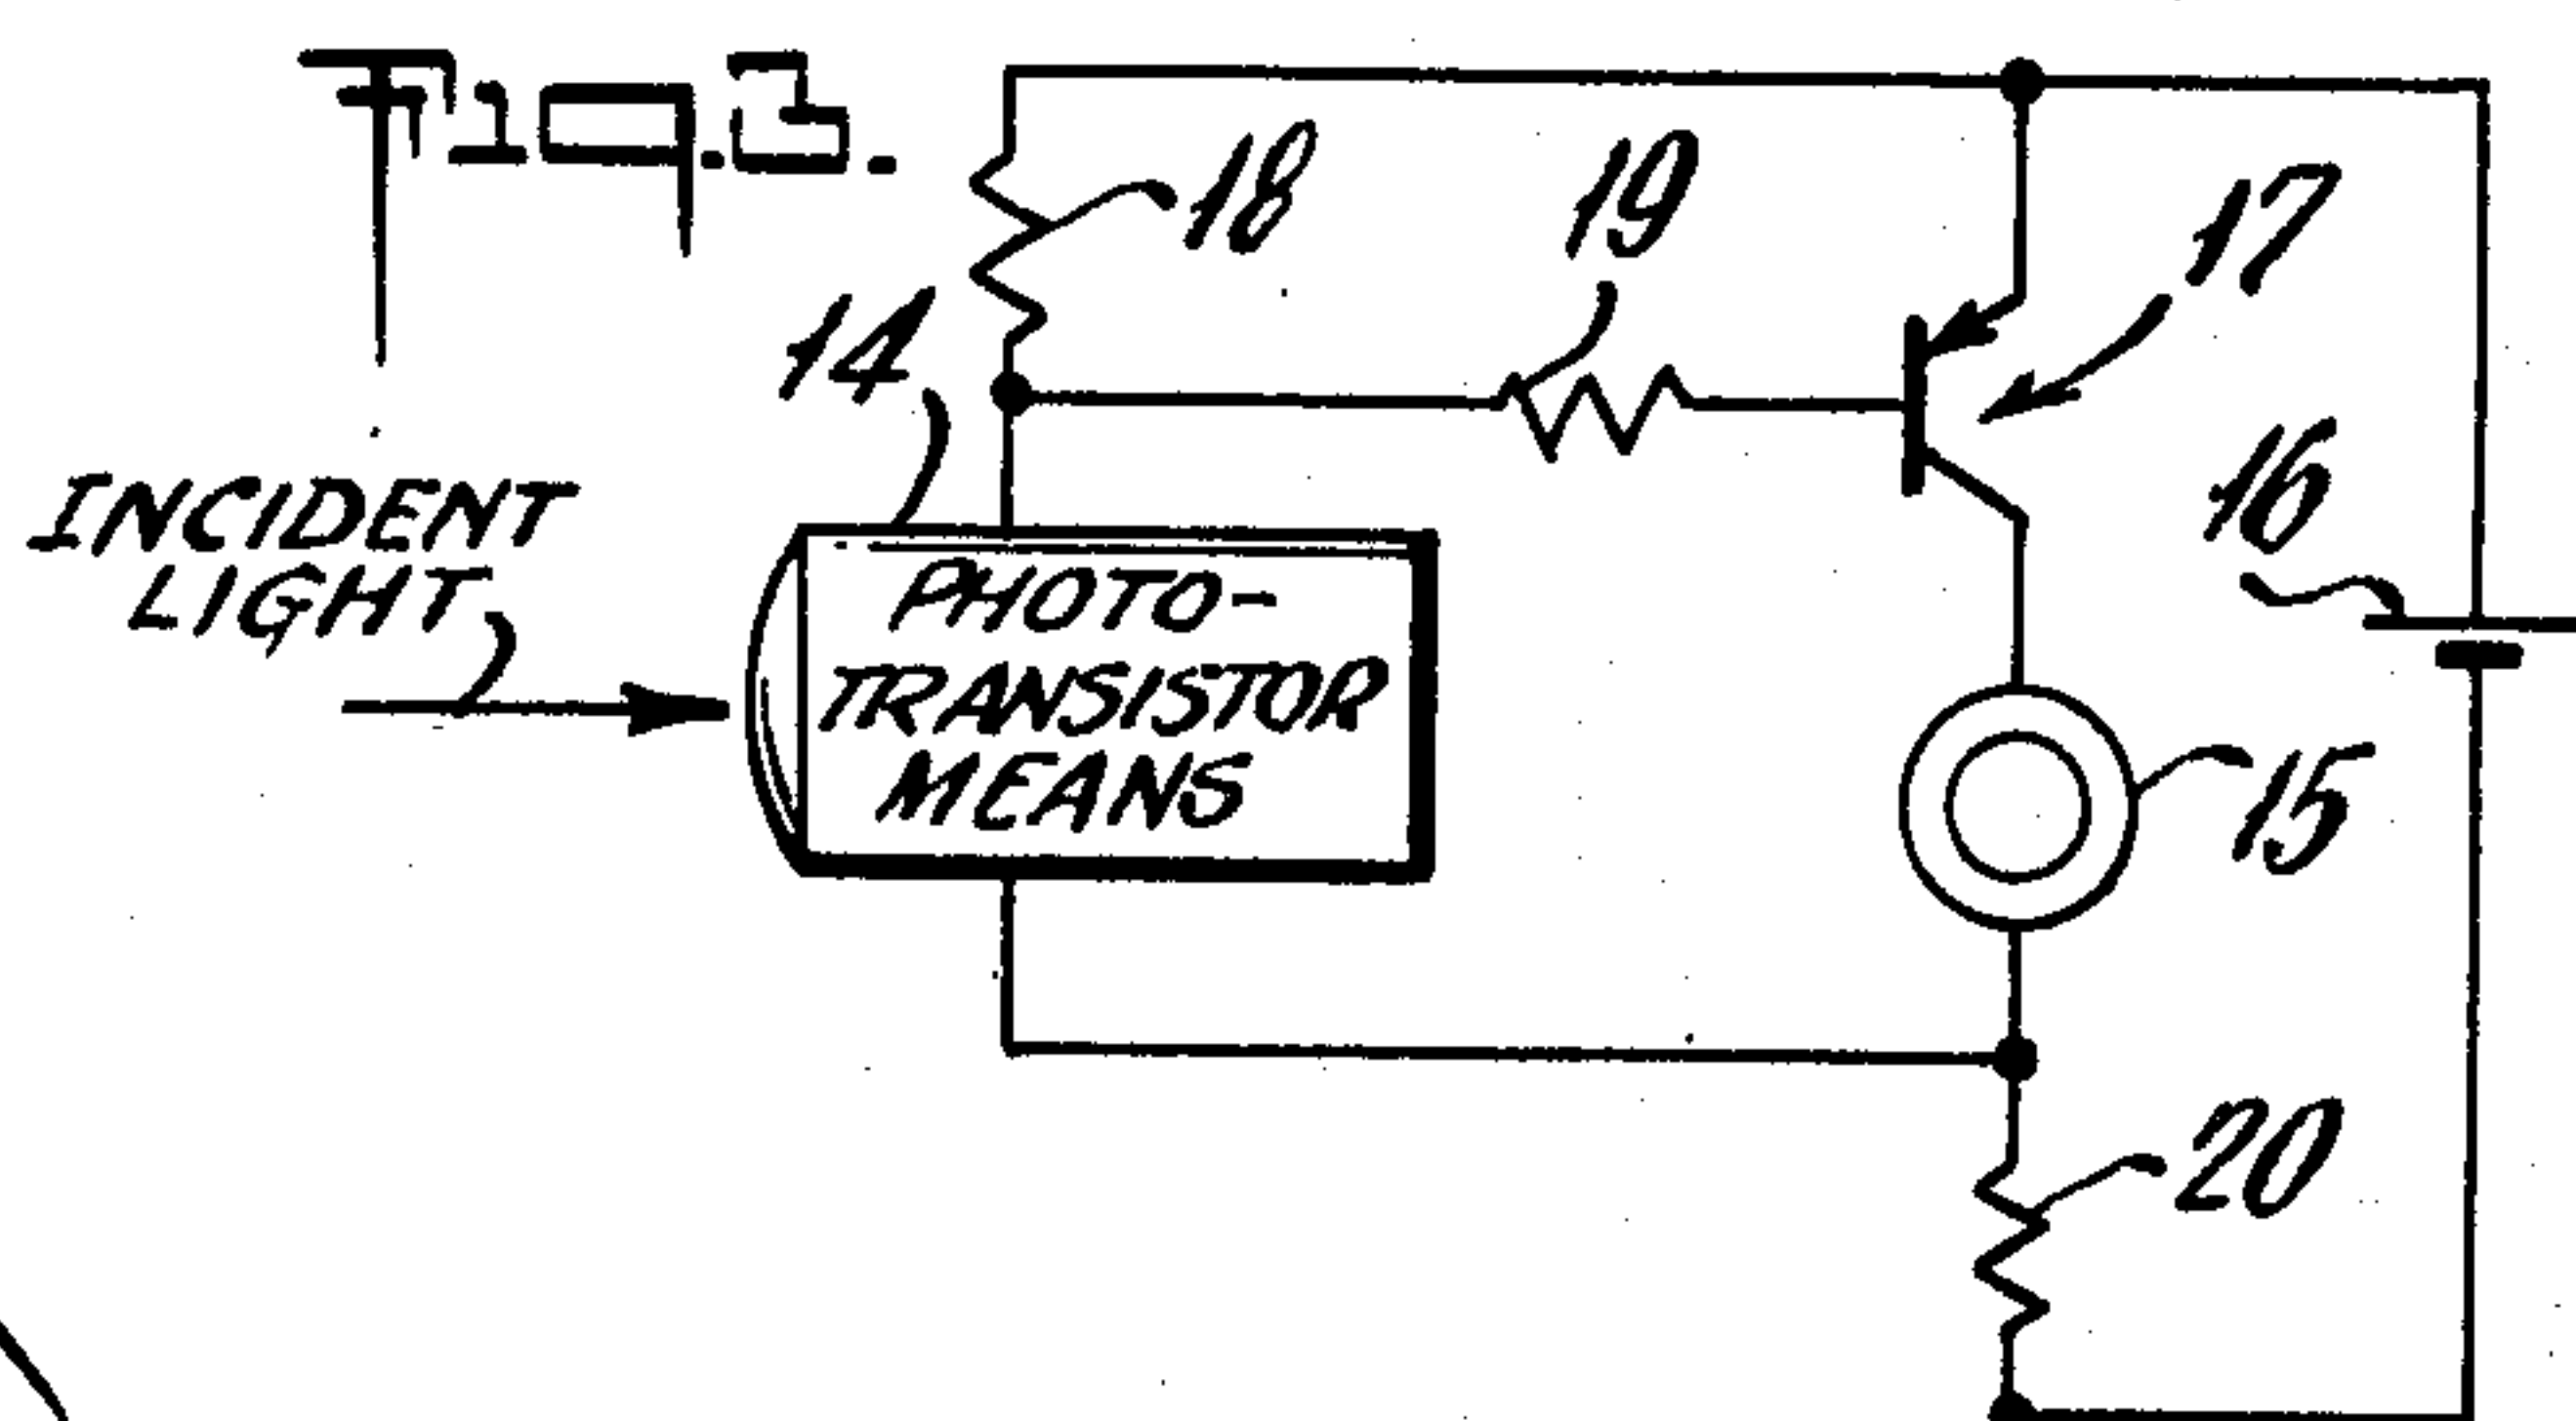 Fig. 3.
18
19
17
14
16
INCIDENT
LIGHT
PHOTO-
TRANSISTOR
MEANS
15
20